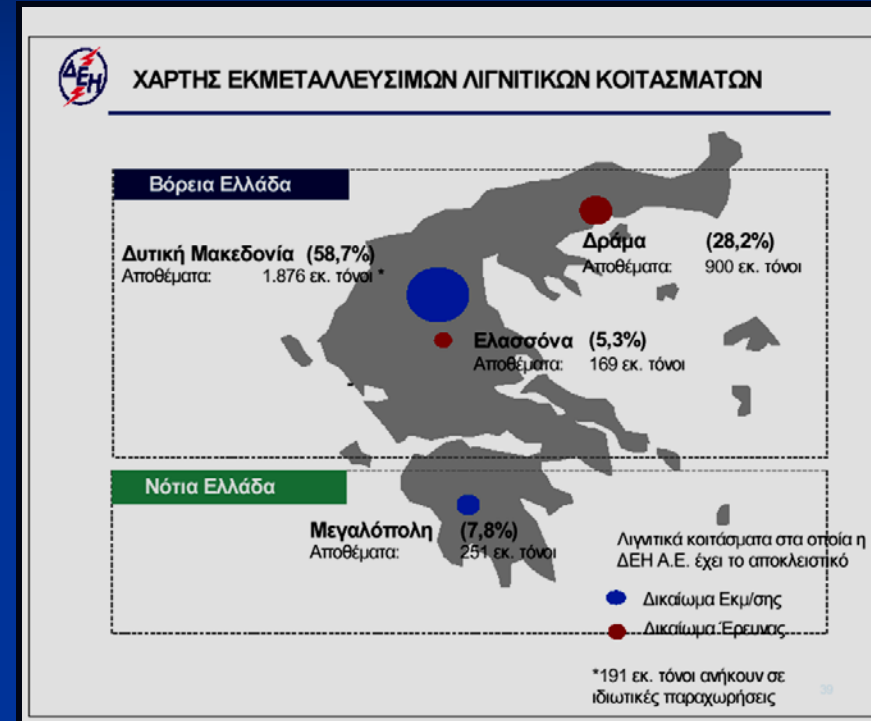 ΔΕΗ
ΧΑΡΤΗΣ ΕΚΜΕΤΑΛΛΕΥΣΙΜΩΝ ΛΙΓΝΙΤΙΚΩΝ ΚΟΙΤΑΣΜΑΤΩΝ
Βόρεια Ελλάδα
Δυτική Μακεδονία (58,7%)
Αποθέματα: 1.876 εκ. τόνοι *
Δράμα (28,2%)
Αποθέματα: 900 εκ. τόνοι
Ελασσόνα (5,3%)
Αποθέματα: 169 εκ. τόνοι
Νότια Ελλάδα
Μεγαλόπολη (7,8%)
Αποθέματα: 251 εκ. τόνοι
Λιγνιτικά κοιτάσματα στα οποία η
ΔΕΗ Α.Ε. έχει το αποκλειστικό
Δικαίωμα Εκμ/σης
Δικαίωμα Έρευνας
*191 εκ. τόνοι ανήκουν σε
ιδιωτικές παραχωρήσεις
39